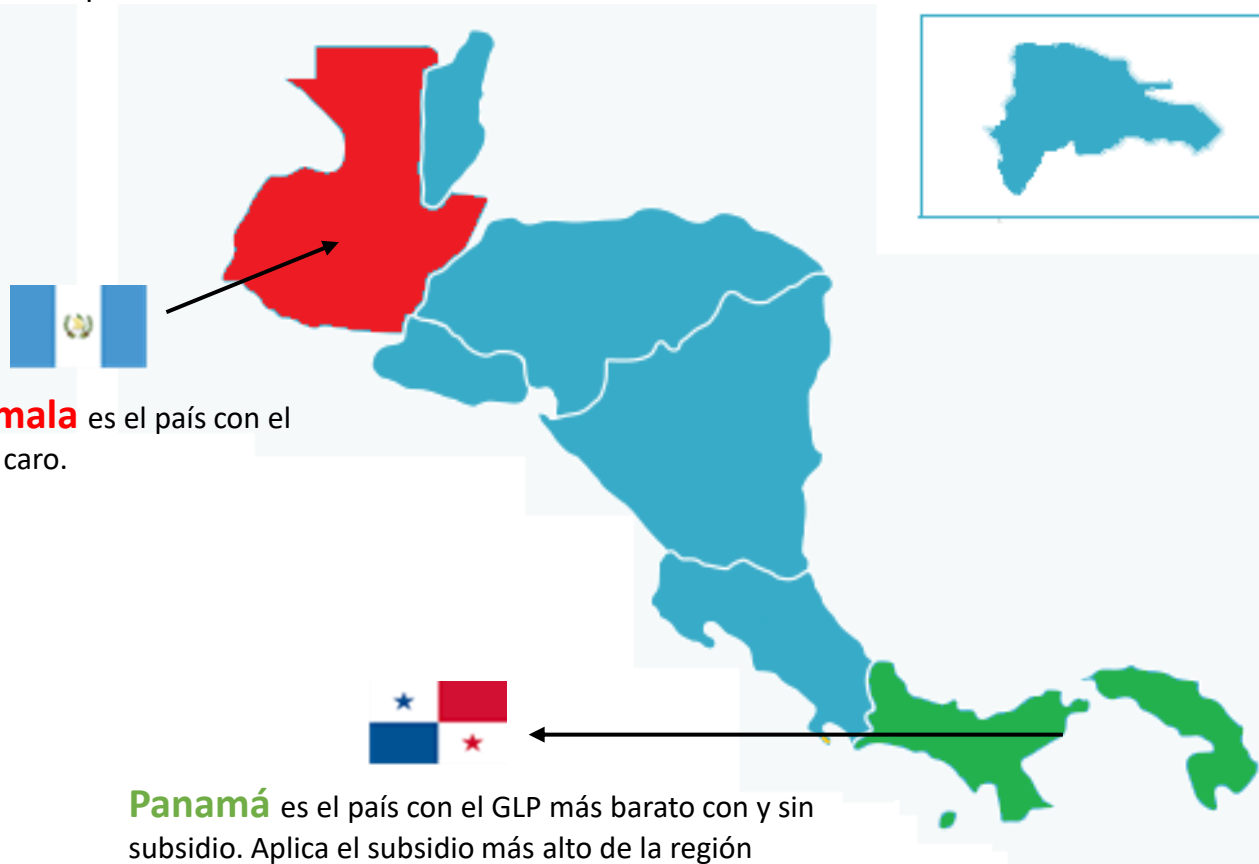 mala es el país con el
caro.
Panamá es el país con el GLP más barato con y sin
subsidio. Aplica el subsidio más alto de la región